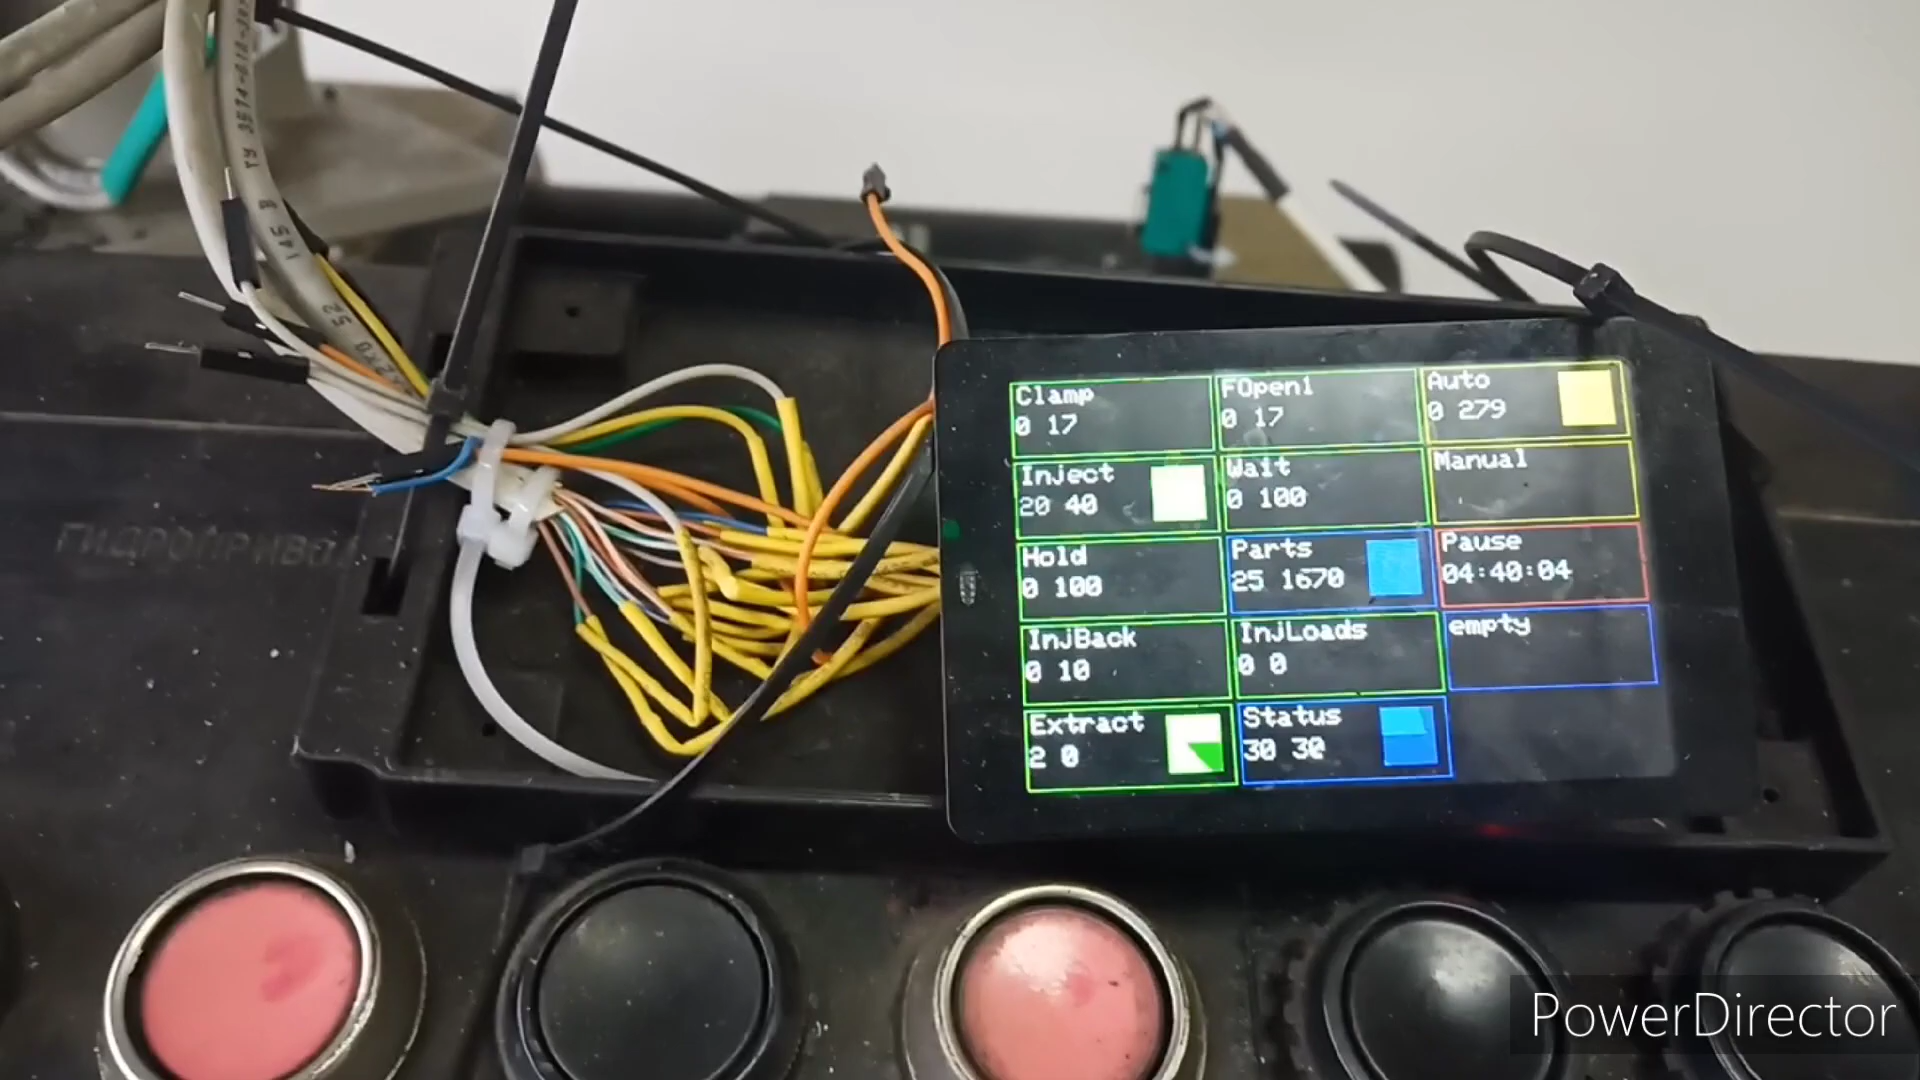 Clamp
0 17
FOpen1
0 17
Auto
0 279
Inject
20 40
Wait
0 100
Manual
Hold
0 100
Parts
25 1670
Pause
04:40:04
InjBack
0 10
InjLoads
0 0
empty
Extract
2 0
Status
30 30
ГИДРОПРИВОД
PowerDirector